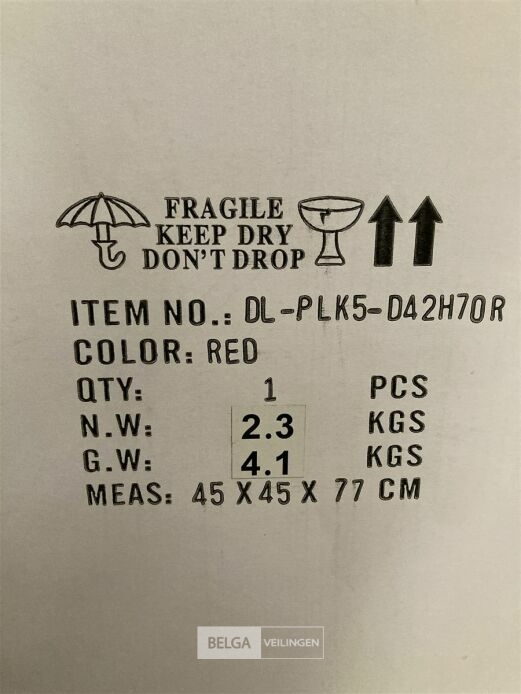 FRAGILE
KEEP DRY
DON'T DROP
ITEM NO.: DL-PLK5-D42H70R
COLOR: RED
QTY: 1 PCS
N.W: 2.3 KGS
G.W: 4.1 KGS
MEAS: 45 X 45 X 77 CM
BELGA VEILINGEN